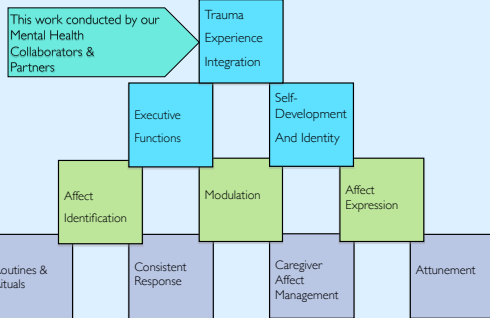 This work conducted by our
Mental Health
Collaborators &
Partners
Trauma
Experience
Integration
Executive
Functions
Self-
Development
And Identity
Affect
Identification
Modulation
Affect
Expression
&
Consistent
Response
Caregiver
Affect
Management
Attunement